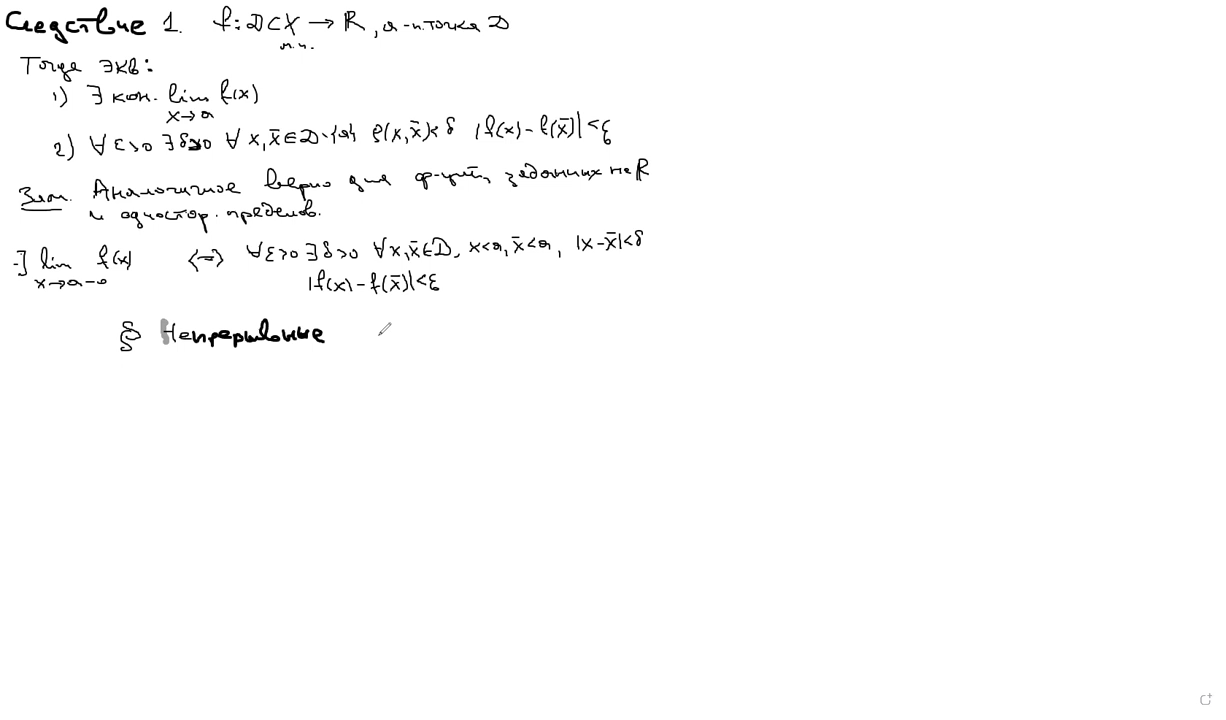 Следствие 1. f: D ⊂ X → R, a - п. точка D
м.п.
Тогда экв:
1) ∃ кон. lim f(x)
x→a
2) ∀ ε>0 ∃ δ>0 ∀ x, x̄ ∈ D∖{a} ρ(x, x̄)<δ |f(x) - f(x̄)|<ε
Зам. Аналогичное верно для ф-ций, заданных на R
и одностор. пределов.
∃ lim f(x) ⟺ ∀ε>0 ∃δ>0 ∀x, x̄∈D, x<a, x̄<a, |x-x̄|<δ
x→a-0
|f(x) - f(x̄)|<ε
§ Непрерывные